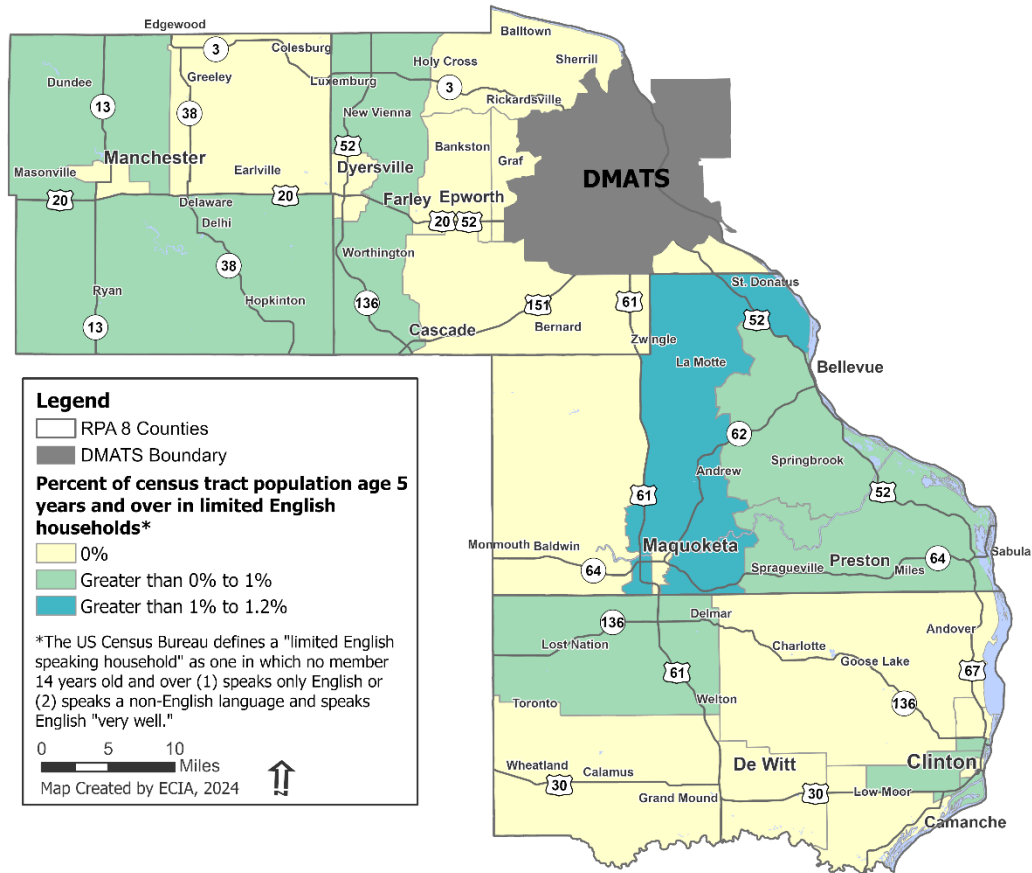 Edgewood
Balltown
3
Colesburg
Holy Cross
Sherrill
Dundee
Greeley
Luxemburg
3
Rickardsville
13
38
New Vienna
52
Bankston
Manchester
Graf
DMATS
Masonville
Earlville
Dyersville
20
Delaware
20
Farley
Epworth
Delhi
20
52
Worthington
38
St. Donatus
Ryan
Hopkinton
136
151
61
52
13
Cascade
Bernard
Zwingle
La Motte
Bellevue
62
Springbrook
Andrew
61
52
Monmouth
Baldwin
Maquoketa
Sabula
64
Spragueville
Preston
Miles
64
136
Delmar
Andover
Lost Nation
Charlotte
Goose Lake
61
67
Toronto
Welton
136
Wheatland
Calamus
De Witt
Clinton
30
Grand Mound
30
Low Moor
Camanche
Legend
RPA 8 Counties
DMATS Boundary
Percent of census tract population age 5
years and over in limited English
households*
0%
Greater than 0% to 1%
Greater than 1% to 1.2%
*The US Census Bureau defines a "limited English
speaking household" as one in which no member
14 years old and over (1) speaks only English or
(2) speaks a non-English language and speaks
English "very well."
0 5 10
Miles
N
Map Created by ECIA, 2024